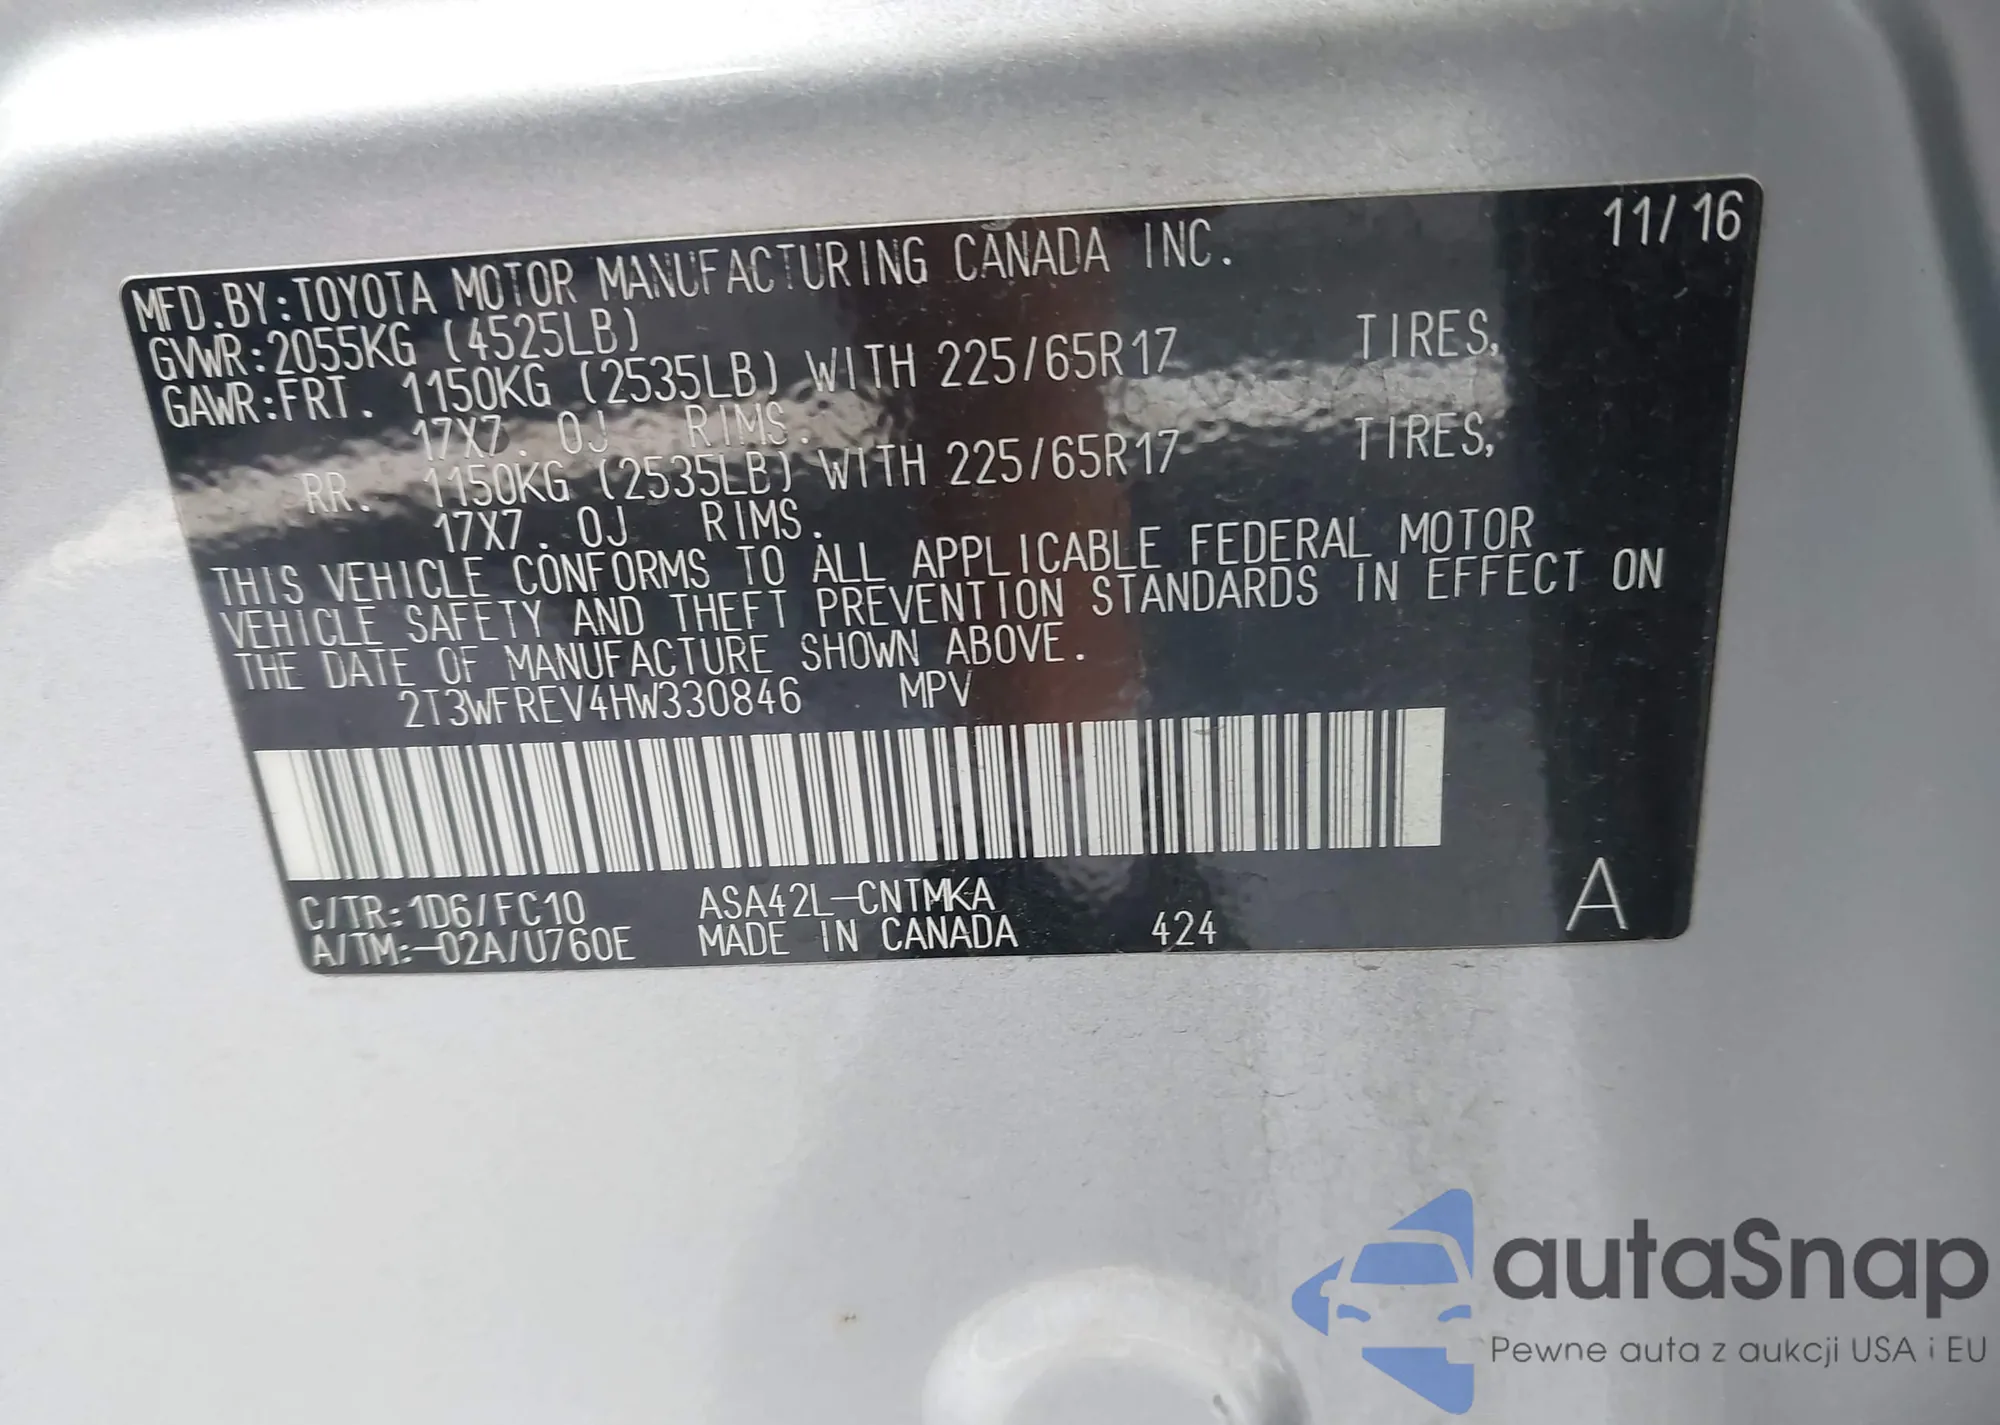 11/16
MFD.BY:TOYOTA MOTOR MANUFACTURING CANADA INC.
GVWR:2055KG (4525LB)
GAWR:FRT. 1150KG (2535LB) WITH 225/65R17 TIRES,
17X7.0J RIMS.
RR. 1150KG (2535LB) WITH 225/65R17 TIRES,
17X7.0J RIMS.
THIS VEHICLE CONFORMS TO ALL APPLICABLE FEDERAL MOTOR
VEHICLE SAFETY AND THEFT PREVENTION STANDARDS IN EFFECT ON
THE DATE OF MANUFACTURE SHOWN ABOVE.
2T3WFREV4HW330846 MPV
C/TR:1D6/FC10 ASA42L-CNTMKA
A/TM:-02A/U760E MADE IN CANADA 424 A
autaSnap
Pewne auta z aukcji USA i EU